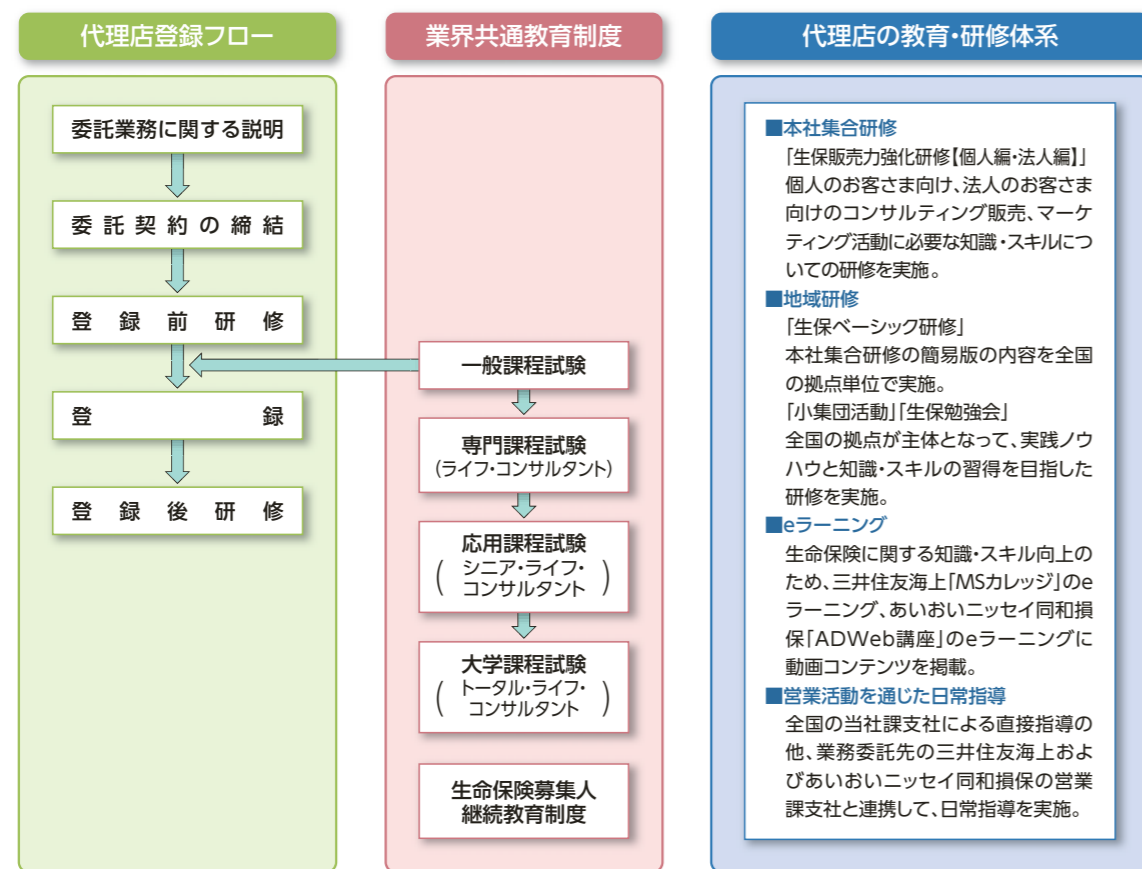 代理店登録フロー
委託業務に関する説明
委託契約の締結
登録前研修
登録
登録後研修
業界共通教育制度
一般課程試験
専門課程試験
(ライフ・コンサルタント)
応用課程試験
(シニア・ライフ・
コンサルタント)
大学課程試験
(トータル・ライフ・
コンサルタント)
生命保険募集人
継続教育制度
代理店の教育・研修体系
■本社集合研修
「生保販売力強化研修【個人編・法人編】」
個人のお客さま向け、法人のお客さま
向けのコンサルティング販売、マーケ
ティング活動に必要な知識・スキルにつ
いての研修を実施。
■地域研修
「生保ベーシック研修」
本社集合研修の簡易版の内容を全国
の拠点単位で実施。
「小集団活動」「生保勉強会」
全国の拠点が主体となって、実践ノウ
ハウと知識・スキルの習得を目指した
研修を実施。
■eラーニング
生命保険に関する知識・スキル向上の
ため、三井住友海上「MSカレッジ」のe
ラーニング、あいおいニッセイ同和損
保「ADWeb講座」のeラーニングに
動画コンテンツを掲載。
■営業活動を通じた日常指導
全国の当社課支社による直接指導の
他、業務委託先の三井住友海上およ
びあいおいニッセイ同和損保の営業
課支社と連携して、日常指導を実施。